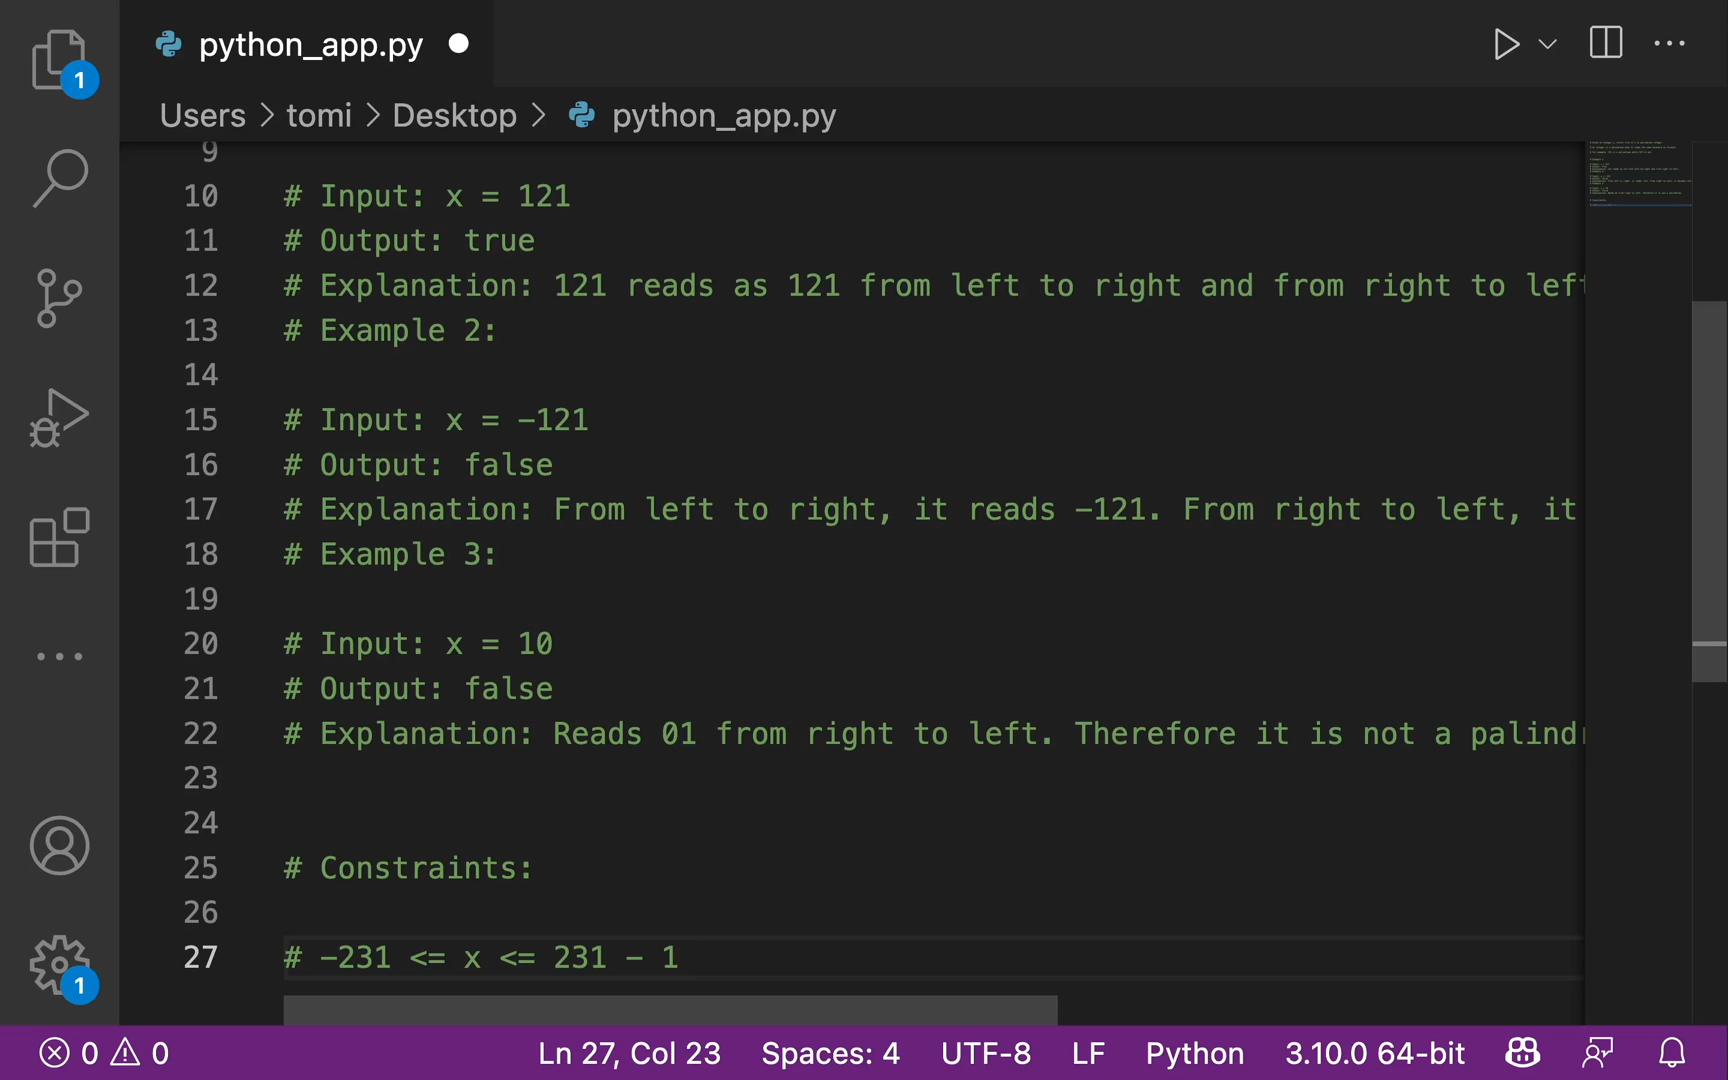 python_app.py
1
Users > tomi > Desktop > python_app.py
9
10 # Input: x = 121
11 # Output: true
12 # Explanation: 121 reads as 121 from left to right and from right to left
13 # Example 2:
14
15 # Input: x = -121
16 # Output: false
17 # Explanation: From left to right, it reads -121. From right to left, it
18 # Example 3:
19
20 # Input: x = 10
21 # Output: false
22 # Explanation: Reads 01 from right to left. Therefore it is not a palind
23
24
25 # Constraints:
26
27 # -231 <= x <= 231 - 1
1
0 0 Ln 27, Col 23 Spaces: 4 UTF-8 LF Python 3.10.0 64-bit